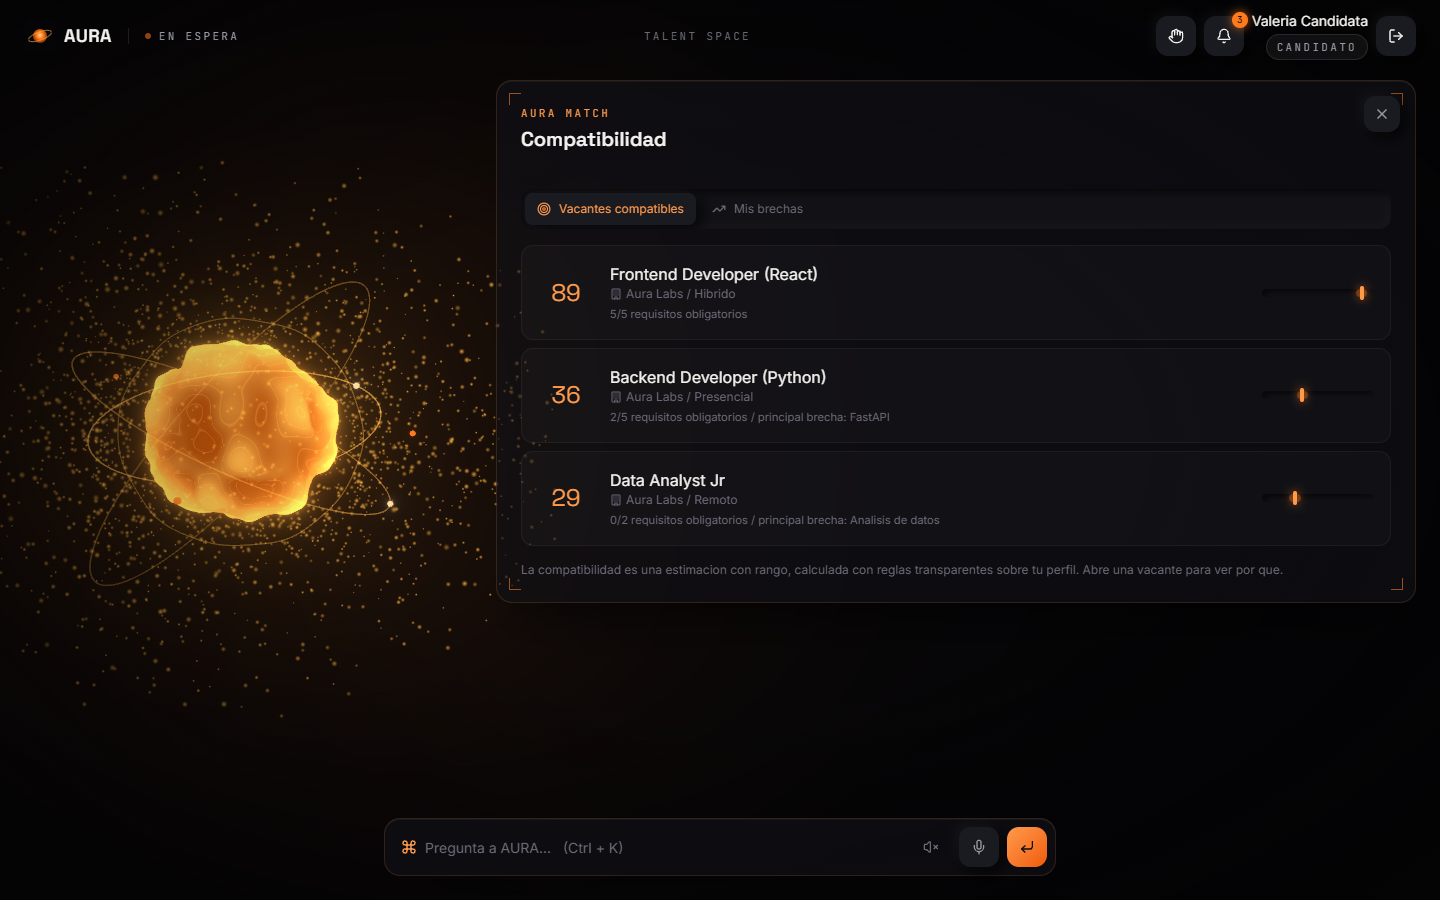 AURA
EN ESPERA
TALENT SPACE
3
Valeria Candidata
CANDIDATO
AURA MATCH
Compatibilidad
Vacantes compatibles
Mis brechas
89
Frontend Developer (React)
Aura Labs / Hibrido
5/5 requisitos obligatorios
36
Backend Developer (Python)
Aura Labs / Presencial
2/5 requisitos obligatorios / principal brecha: FastAPI
29
Data Analyst Jr
Aura Labs / Remoto
0/2 requisitos obligatorios / principal brecha: Analisis de datos
La compatibilidad es una estimacion con rango, calculada con reglas transparentes sobre tu perfil. Abre una vacante para ver por que.
⌘ Pregunta a AURA... (Ctrl + K)